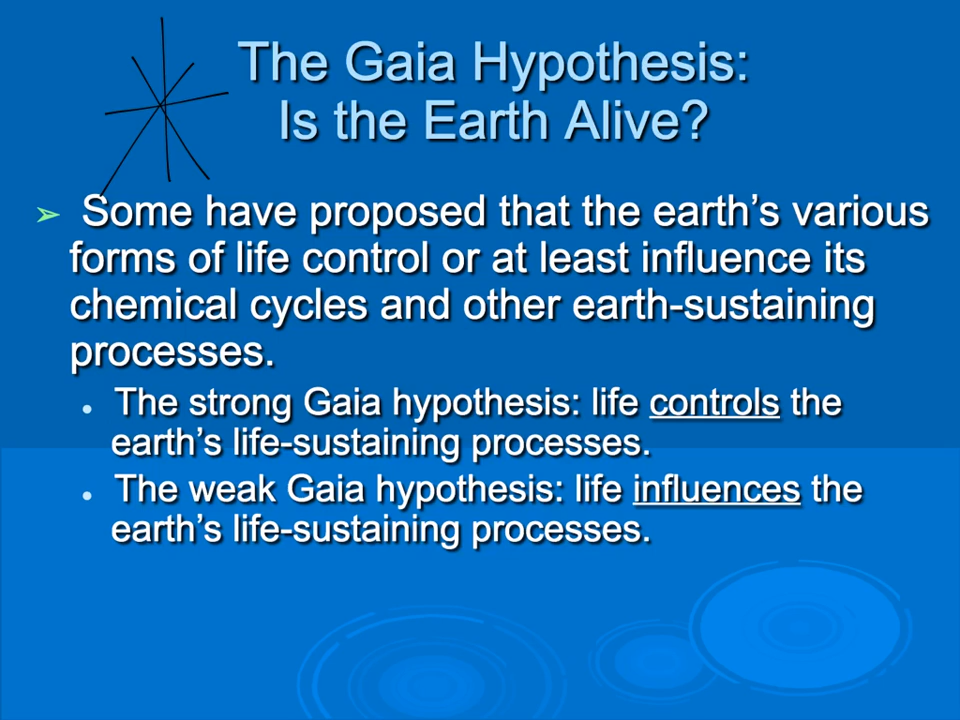 The Gaia Hypothesis:
Is the Earth Alive?
➢ Some have proposed that the earth’s various
forms of life control or at least influence its
chemical cycles and other earth-sustaining
processes.
● The strong Gaia hypothesis: life controls the
earth’s life-sustaining processes.
● The weak Gaia hypothesis: life influences the
earth’s life-sustaining processes.